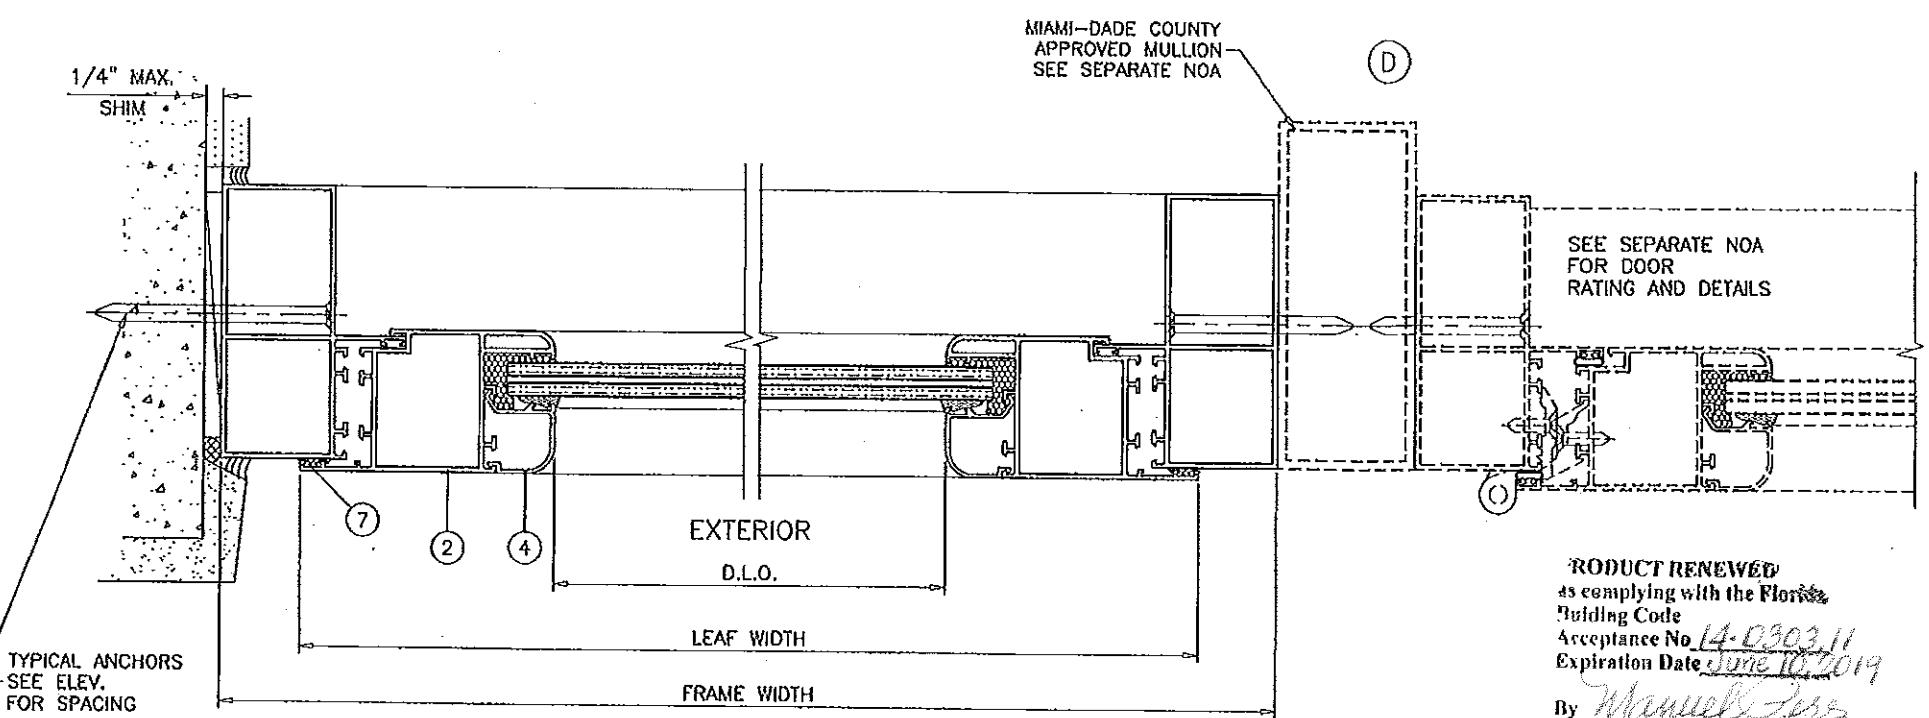 MIAMI-DADE COUNTY
APPROVED MULLION
SEE SEPARATE NOA
D
1/4" MAX.
SHIM
SEE SEPARATE NOA
FOR DOOR
RATING AND DETAILS
7
2
4
EXTERIOR
D.L.O.
LEAF WIDTH
FRAME WIDTH
TYPICAL ANCHORS
SEE ELEV.
FOR SPACING
RODUCT RENEWED
as complying with the Florida
Building Code
Acceptance No 14-0303.11
Expiration Date June 10, 2019
By Manuel Perez